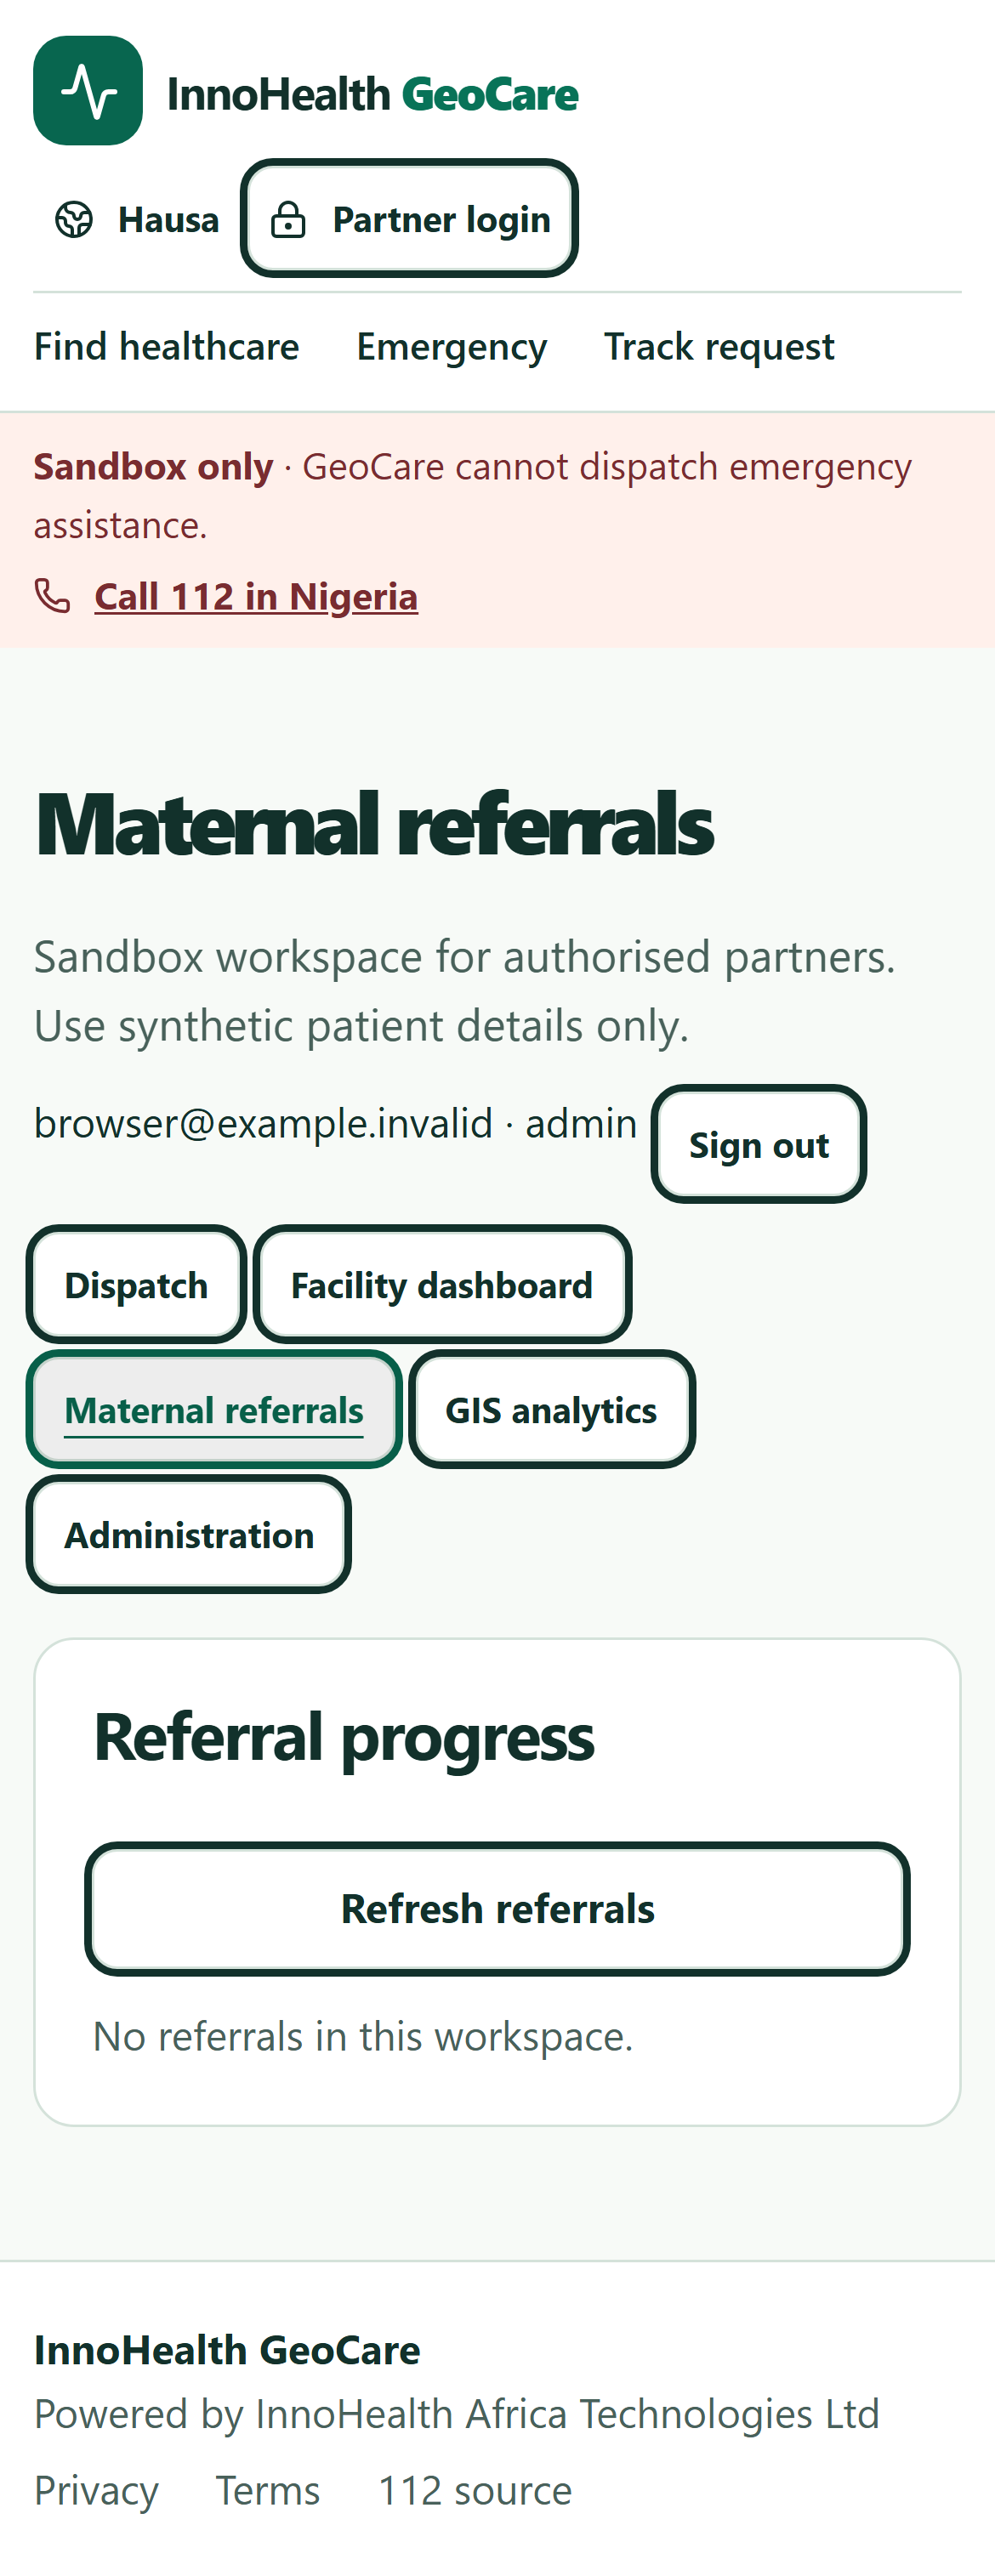 InnoHealth GeoCare
Hausa
Partner login
Find healthcare
Emergency
Track request
Sandbox only · GeoCare cannot dispatch emergency
assistance.
Call 112 in Nigeria
Maternal referrals
Sandbox workspace for authorised partners.
Use synthetic patient details only.
browser@example.invalid · admin
Sign out
Dispatch
Facility dashboard
Maternal referrals
GIS analytics
Administration
Referral progress
Refresh referrals
No referrals in this workspace.
InnoHealth GeoCare
Powered by InnoHealth Africa Technologies Ltd
Privacy
Terms
112 source